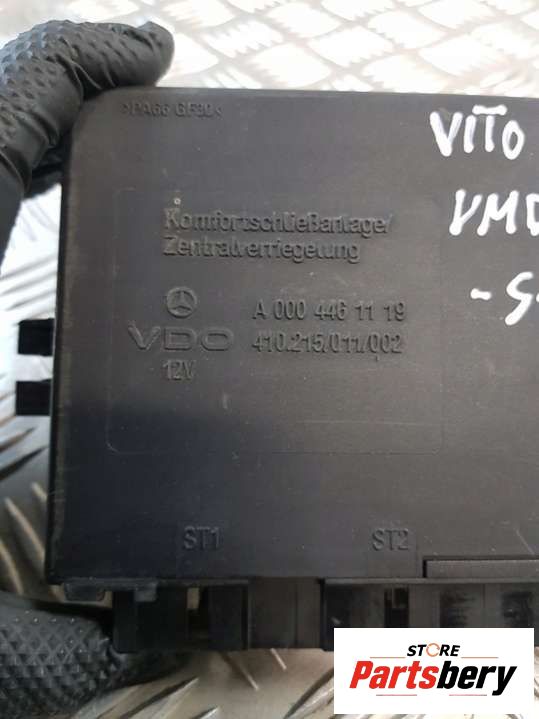 >PA66 GF30<
VITO
Komfortschließanlage/
Zentralverriegelung
A 000 446 11 19
VDO 410.215/011/002
12V
ST1 ST2
STORE
Partsbery